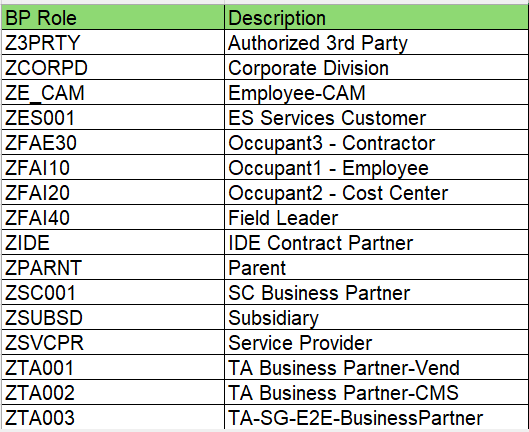 BP Role Description
Z3PRTY Authorized 3rd Party
ZCORPD Corporate Division
ZE_CAM Employee-CAM
ZES001 ES Services Customer
ZFAE30 Occupant3 - Contractor
ZFAI10 Occupant1 - Employee
ZFAI20 Occupant2 - Cost Center
ZFAI40 Field Leader
ZIDE IDE Contract Partner
ZPARNT Parent
ZSC001 SC Business Partner
ZSUBSD Subsidiary
ZSVCPR Service Provider
ZTA001 TA Business Partner-Vend
ZTA002 TA Business Partner-CMS
ZTA003 TA-SG-E2E-BusinessPartner